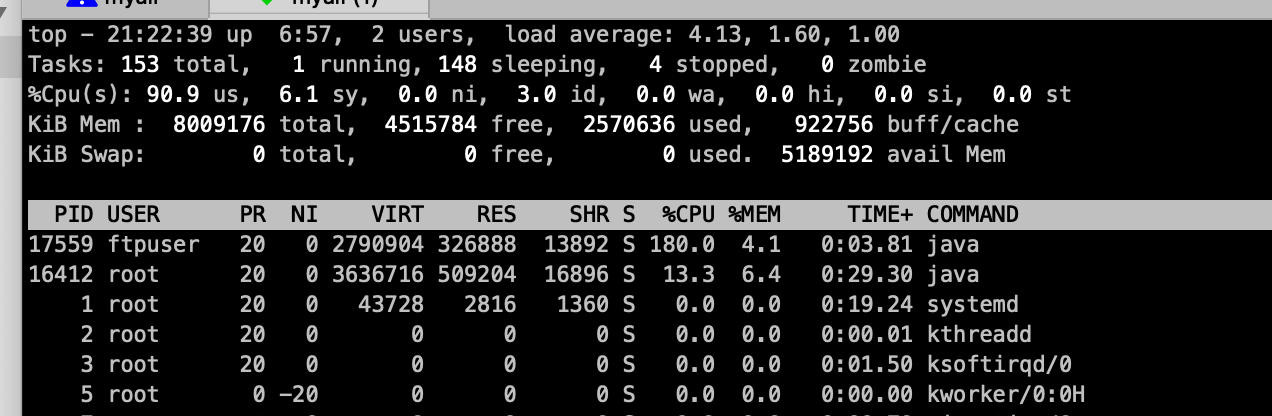 top - 21:22:39 up  6:57,  2 users,  load average: 4.13, 1.60, 1.00
Tasks: 153 total,   1 running, 148 sleeping,   4 stopped,   0 zombie
%Cpu(s): 90.9 us,  6.1 sy,  0.0 ni,  3.0 id,  0.0 wa,  0.0 hi,  0.0 si,  0.0 st
KiB Mem :  8009176 total,  4515784 free,  2570636 used,   922756 buff/cache
KiB Swap:        0 total,        0 free,        0 used.  5189192 avail Mem
  PID USER      PR  NI    VIRT    RES    SHR S  %CPU %MEM     TIME+ COMMAND
17559 ftpuser   20   0 2790904 326888  13892 S 180.0  4.1   0:03.81 java
16412 root      20   0 3636716 509204  16896 S  13.3  6.4   0:29.30 java
    1 root      20   0   43728   2816   1360 S   0.0  0.0   0:19.24 systemd
    2 root      20   0       0      0      0 S   0.0  0.0   0:00.01 kthreadd
    3 root      20   0       0      0      0 S   0.0  0.0   0:01.50 ksoftirqd/0
    5 root       0 -20       0      0      0 S   0.0  0.0   0:00.00 kworker/0:0H